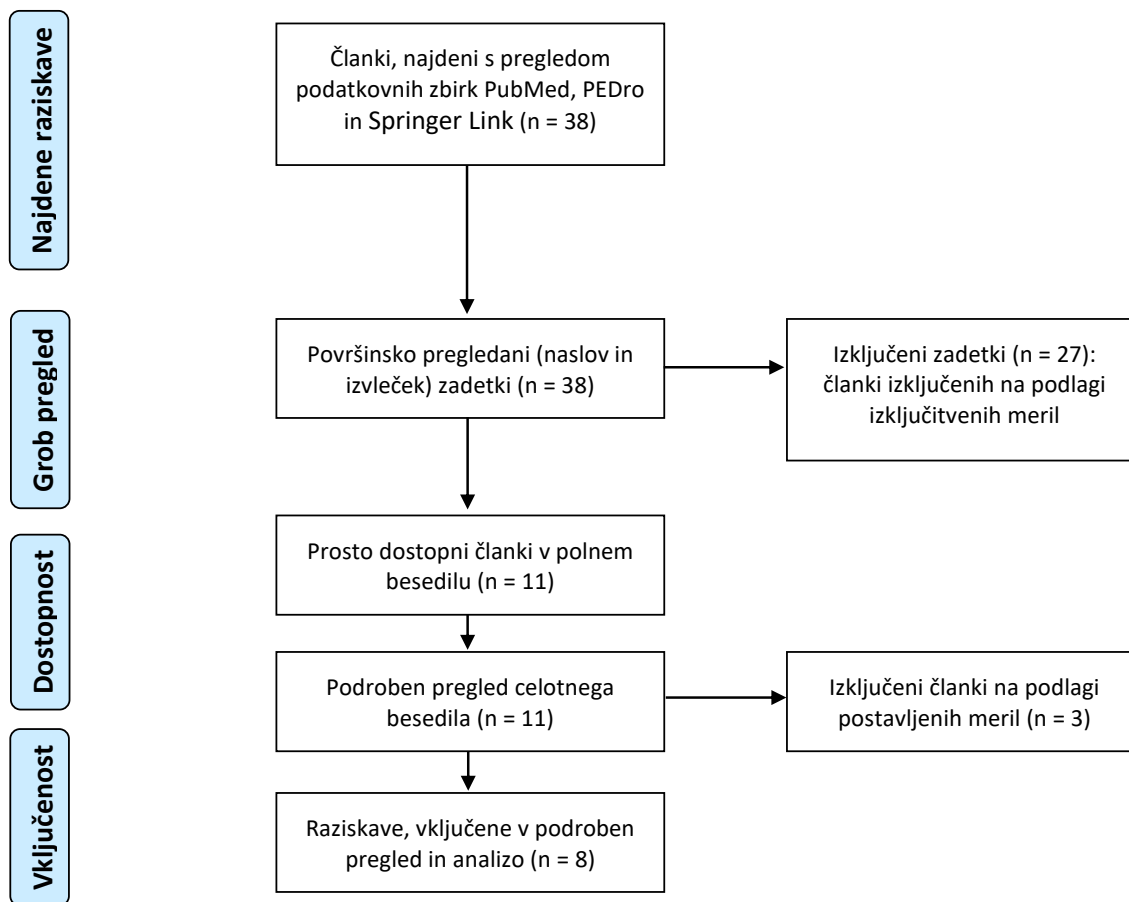 Najdene raziskave
Članki, najdeni s pregledom
podatkovnih zbirk PubMed, PEDro
in Springer Link (n = 38)
Grob pregled
Površinsko pregledani (naslov in
izvleček) zadetki (n = 38)
Izključeni zadetki (n = 27):
članki izključenih na podlagi
izključitvenih meril
Dostopnost
Prosto dostopni članki v polnem
besedilu (n = 11)
Podroben pregled celotnega
besedila (n = 11)
Izključeni članki na podlagi
postavljenih meril (n = 3)
Vključenost
Raziskave, vključene v podroben
pregled in analizo (n = 8)